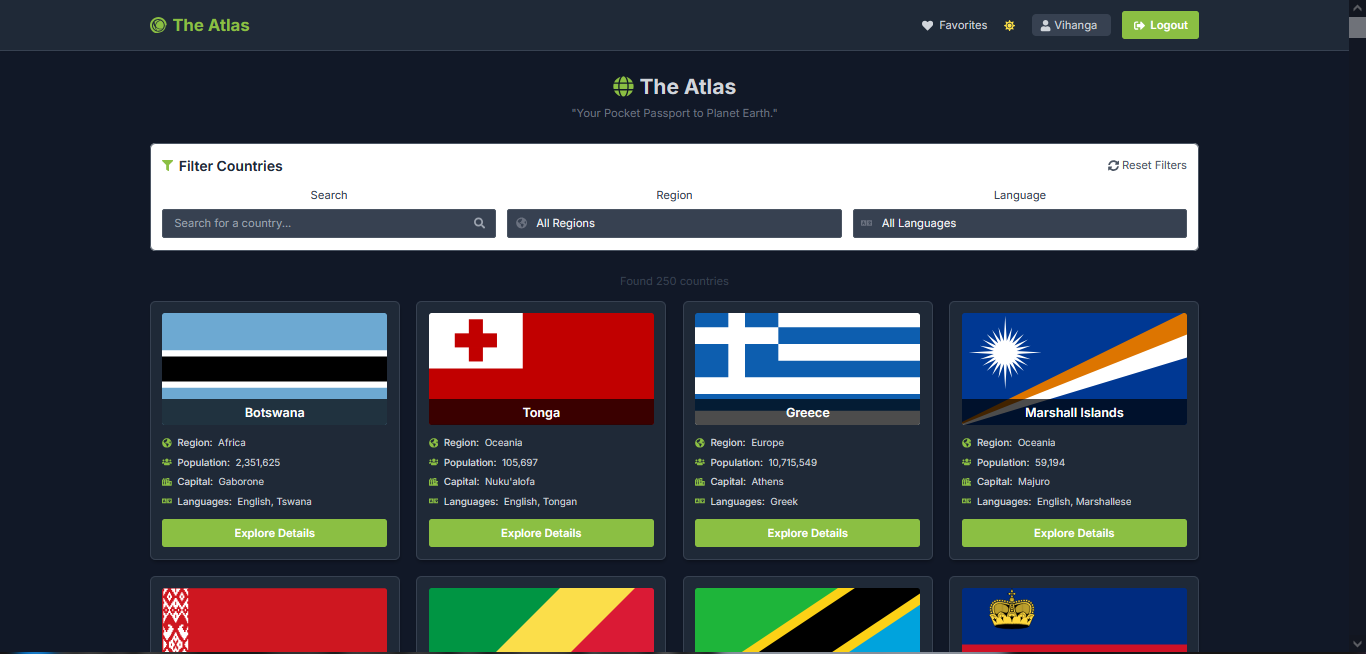 The Atlas
Favorites
Vihanga
Logout
The Atlas
"Your Pocket Passport to Planet Earth."
Filter Countries
Reset Filters
Search
Region
Language
Search for a country...
All Regions
All Languages
Found 250 countries
Botswana
Region: Africa
Population: 2,351,625
Capital: Gaborone
Languages: English, Tswana
Explore Details
Tonga
Region: Oceania
Population: 105,697
Capital: Nuku'alofa
Languages: English, Tongan
Explore Details
Greece
Region: Europe
Population: 10,715,549
Capital: Athens
Languages: Greek
Explore Details
Marshall Islands
Region: Oceania
Population: 59,194
Capital: Majuro
Languages: English, Marshallese
Explore Details